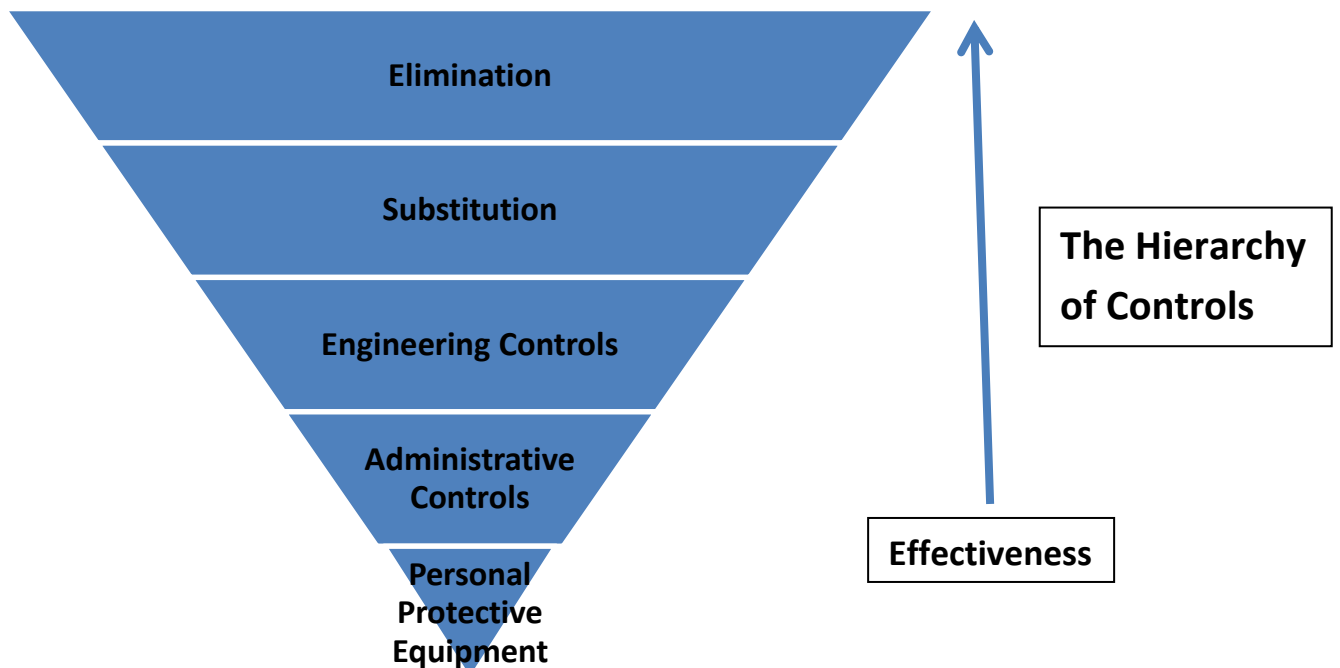 Elimination
Substitution
Engineering Controls
Administrative
Controls
Personal
Protective
Equipment
The Hierarchy
of Controls
Effectiveness